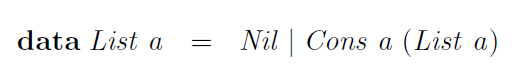 data List a = Nil | Cons a (List a)